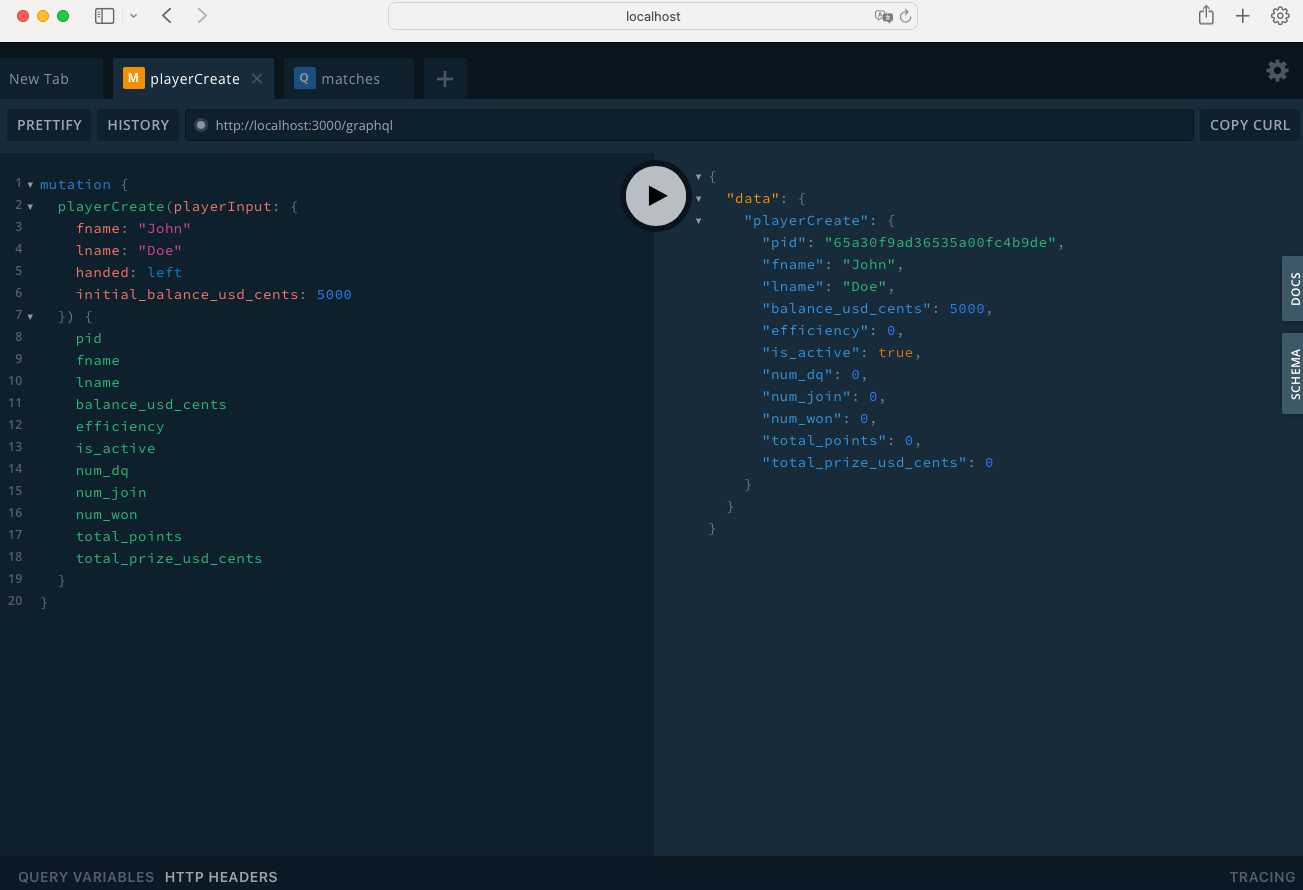 localhost
New Tab
M playerCreate
Q matches
PRETTIFY
HISTORY
http://localhost:3000/graphql
COPY CURL
1 mutation {
2 playerCreate(playerInput: {
3 fname: "John"
4 lname: "Doe"
5 handed: left
6 initial_balance_usd_cents: 5000
7 }) {
8 pid
9 fname
10 lname
11 balance_usd_cents
12 efficiency
13 is_active
14 num_dq
15 num_join
16 num_won
17 total_points
18 total_prize_usd_cents
19 }
20 }
{
"data": {
"playerCreate": {
"pid": "65a30f9ad36535a00fc4b9de",
"fname": "John",
"lname": "Doe",
"balance_usd_cents": 5000,
"efficiency": 0,
"is_active": true,
"num_dq": 0,
"num_join": 0,
"num_won": 0,
"total_points": 0,
"total_prize_usd_cents": 0
}
}
}
DOCS
SCHEMA
QUERY VARIABLES
HTTP HEADERS
TRACING